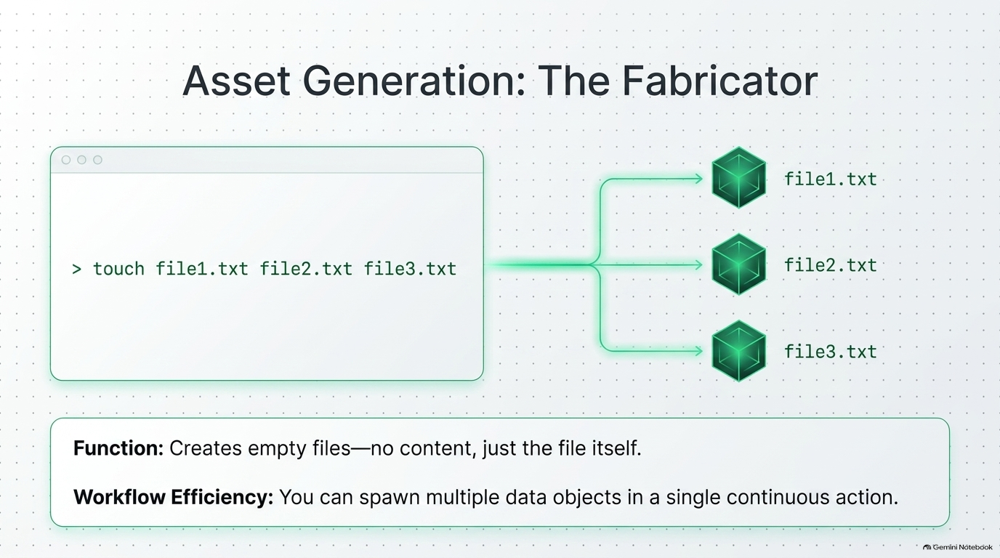 Asset Generation: The Fabricator
> touch file1.txt file2.txt file3.txt
file1.txt
file2.txt
file3.txt
Function: Creates empty files—no content, just the file itself.
Workflow Efficiency: You can spawn multiple data objects in a single continuous action.
Gemini Notebook